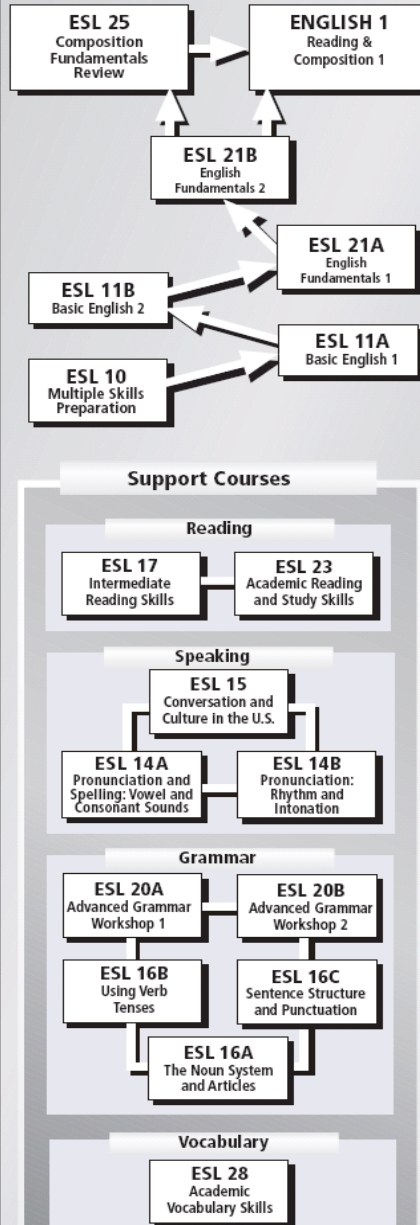 ESL 25
Composition
Fundamentals
Review
ENGLISH 1
Reading &
Composition 1
ESL 21B
English
Fundamentals 2
ESL 21A
English
Fundamentals 1
ESL 11B
Basic English 2
ESL 11A
Basic English 1
ESL 10
Multiple Skills
Preparation
Support Courses
Reading
ESL 17
Intermediate
Reading Skills
ESL 23
Academic Reading
and Study Skills
Speaking
ESL 15
Conversation and
Culture in the U.S.
ESL 14A
Pronunciation and
Spelling: Vowel and
Consonant Sounds
ESL 14B
Pronunciation:
Rhythm and
Intonation
Grammar
ESL 20A
Advanced Grammar
Workshop 1
ESL 20B
Advanced Grammar
Workshop 2
ESL 16B
Using Verb
Tenses
ESL 16C
Sentence Structure
and Punctuation
ESL 16A
The Noun System
and Articles
Vocabulary
ESL 28
Academic
Vocabulary Skills